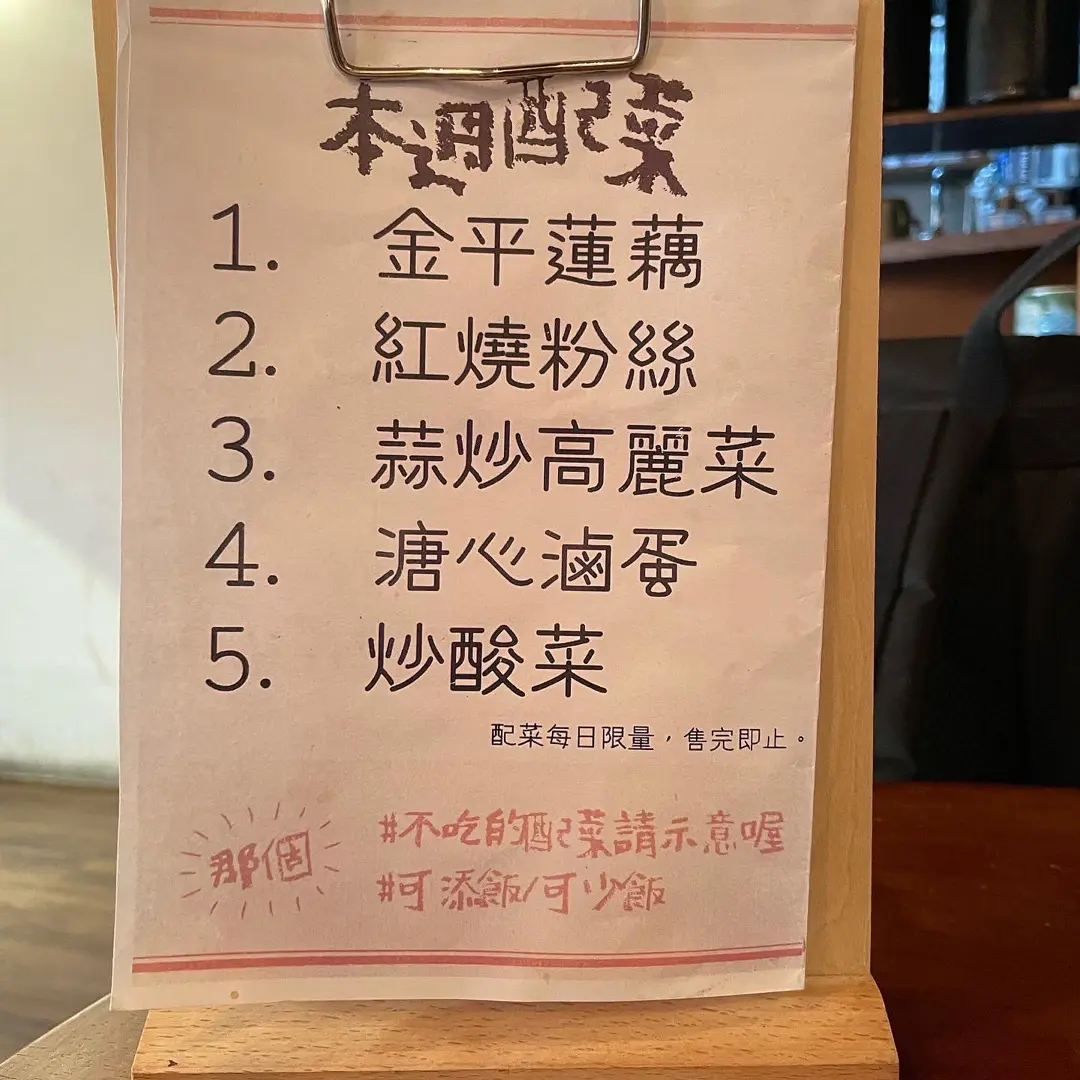 本週配菜
1. 金平蓮藕
2. 紅燒粉絲
3. 蒜炒高麗菜
4. 溏心滷蛋
5. 炒酸菜
配菜每日限量，售完即止。
那個
#不吃的配菜請示意喔
#可添飯/可少飯